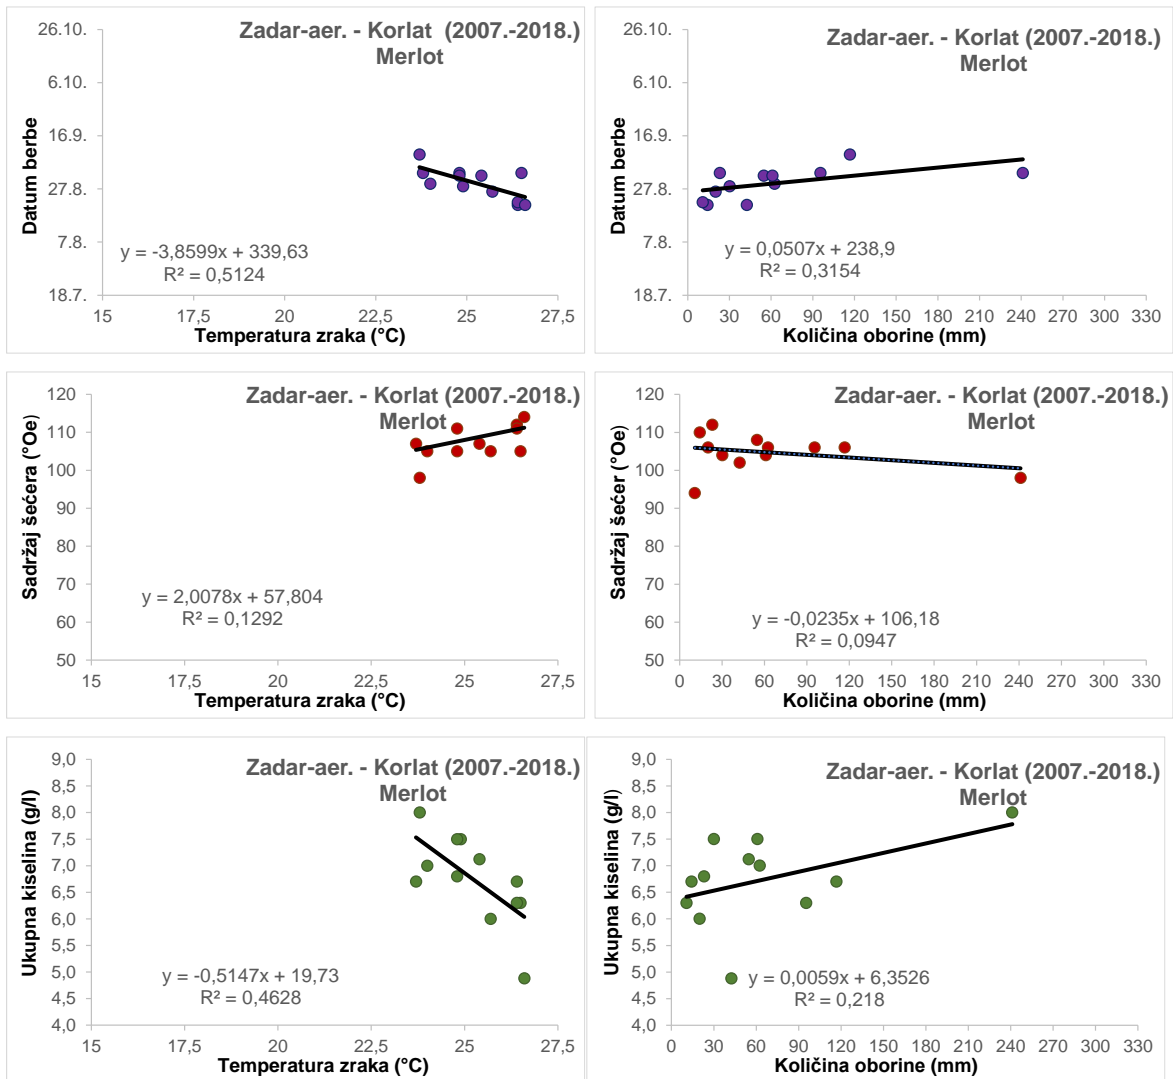 Zadar-aer. - Korlat (2007.-2018.)
Merlot
Datum berbe
26.10.
6.10.
16.9.
27.8.
7.8.
18.7.
y = -3,8599x + 339,63
R² = 0,5124
15 17,5 20 22,5 25 27,5
Temperatura zraka (°C)
Zadar-aer. - Korlat (2007.-2018.)
Merlot
Datum berbe
26.10.
6.10.
16.9.
27.8.
7.8.
18.7.
y = 0,0507x + 238,9
R² = 0,3154
0 30 60 90 120 150 180 210 240 270 300 330
Količina oborine (mm)
Zadar-aer. - Korlat (2007.-2018.)
Merlot
Sadržaj šećera (°Oe)
120
110
100
90
80
70
60
50
y = 2,0078x + 57,804
R² = 0,1292
15 17,5 20 22,5 25 27,5
Temperatura zraka (°C)
Zadar-aer. - Korlat (2007.-2018.)
Merlot
Sadržaj šećer (°Oe)
120
110
100
90
80
70
60
50
y = -0,0235x + 106,18
R² = 0,0947
0 30 60 90 120 150 180 210 240 270 300 330
Količina oborine (mm)
Zadar-aer. - Korlat (2007.-2018.)
Merlot
Ukupna kiselina (g/l)
9,0
8,5
8,0
7,5
7,0
6,5
6,0
5,5
5,0
4,5
4,0
y = -0,5147x + 19,73
R² = 0,4628
15 17,5 20 22,5 25 27,5
Temperatura zraka (°C)
Zadar-aer. - Korlat (2007.-2018.)
Merlot
Ukupna kiselina (g/l)
9,0
8,5
8,0
7,5
7,0
6,5
6,0
5,5
5,0
4,5
4,0
y = 0,0059x + 6,3526
R² = 0,218
0 30 60 90 120 150 180 210 240 270 300 330
Količina oborine (mm)